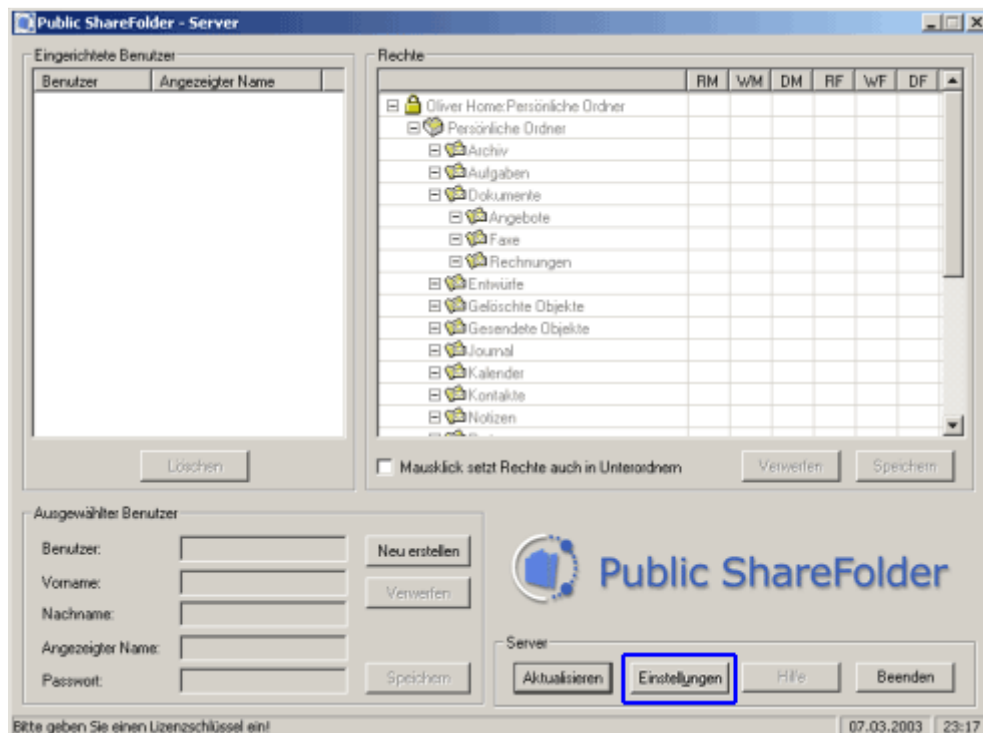 Public ShareFolder - Server
Eingerichtete Benutzer
Benutzer Angezeigter Name
Löschen
Rechte
RM WM DM RF WF DF
Oliver Home:Persönliche Ordner
Persönliche Ordner
Archiv
Aufgaben
Dokumente
Angebote
Faxe
Rechnungen
Entwürfe
Gelöschte Objekte
Gesendete Objekte
Journal
Kalender
Kontakte
Notizen
Mausklick setzt Rechte auch in Unterordnern
Verwerfen Speichern
Ausgewählter Benutzer
Benutzer:
Vorname:
Nachname:
Angezeigter Name:
Passwort:
Neu erstellen
Verwerfen
Speichern
Public ShareFolder
Server
Aktualisieren Einstellungen Hilfe Beenden
Bitte geben Sie einen Lizenzschlüssel ein! 07.03.2003 23:17